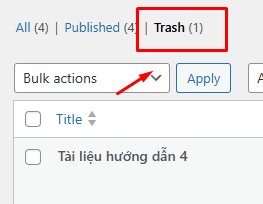 All (4) | Published (4) | Trash (1)
Bulk actions Apply
Title
Tài liệu hướng dẫn 4